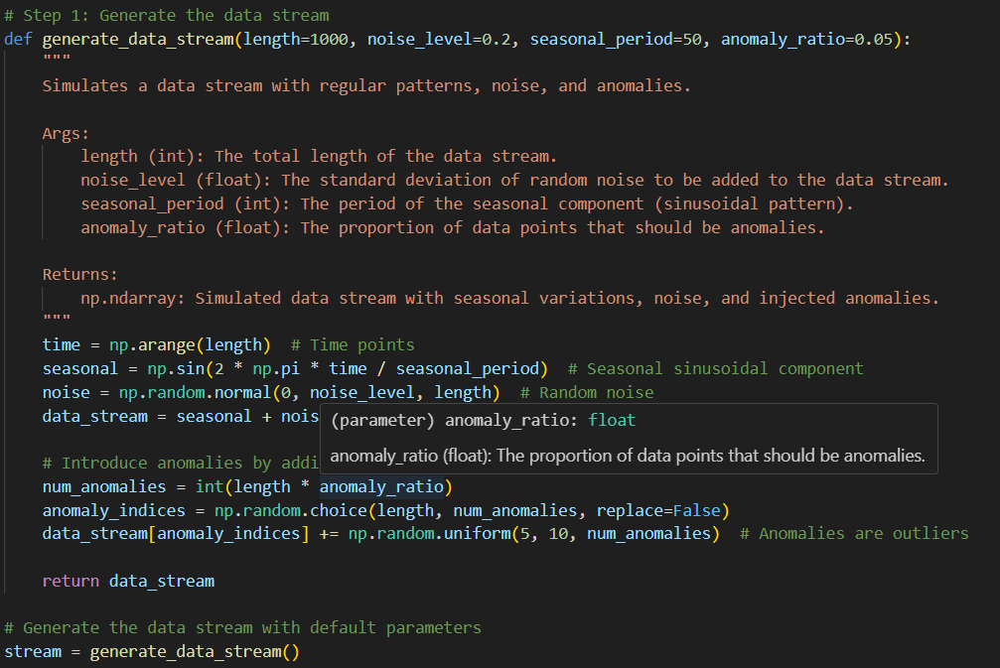 # Step 1: Generate the data stream
def generate_data_stream(length=1000, noise_level=0.2, seasonal_period=50, anomaly_ratio=0.05):
    """
    Simulates a data stream with regular patterns, noise, and anomalies.

    Args:
        length (int): The total length of the data stream.
        noise_level (float): The standard deviation of random noise to be added to the data stream.
        seasonal_period (int): The period of the seasonal component (sinusoidal pattern).
        anomaly_ratio (float): The proportion of data points that should be anomalies.

    Returns:
        np.ndarray: Simulated data stream with seasonal variations, noise, and injected anomalies.
    """
    time = np.arange(length)  # Time points
    seasonal = np.sin(2 * np.pi * time / seasonal_period)  # Seasonal sinusoidal component
    noise = np.random.normal(0, noise_level, length)  # Random noise
    data_stream = seasonal + nois
(parameter) anomaly_ratio: float
anomaly_ratio (float): The proportion of data points that should be anomalies.
    # Introduce anomalies by addi
    num_anomalies = int(length * anomaly_ratio)
    anomaly_indices = np.random.choice(length, num_anomalies, replace=False)
    data_stream[anomaly_indices] += np.random.uniform(5, 10, num_anomalies)  # Anomalies are outliers

    return data_stream

# Generate the data stream with default parameters
stream = generate_data_stream()